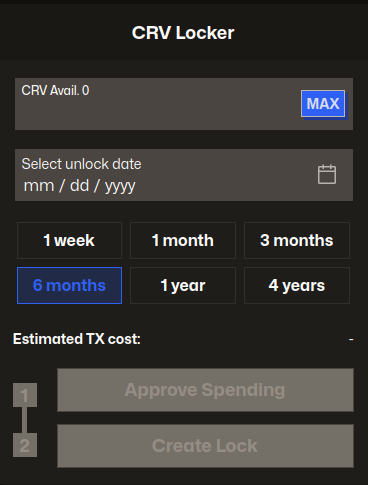 CRV Locker
CRV Avail. 0
MAX
Select unlock date
mm / dd / yyyy
1 week
1 month
3 months
6 months
1 year
4 years
Estimated TX cost:
-
1
Approve Spending
2
Create Lock